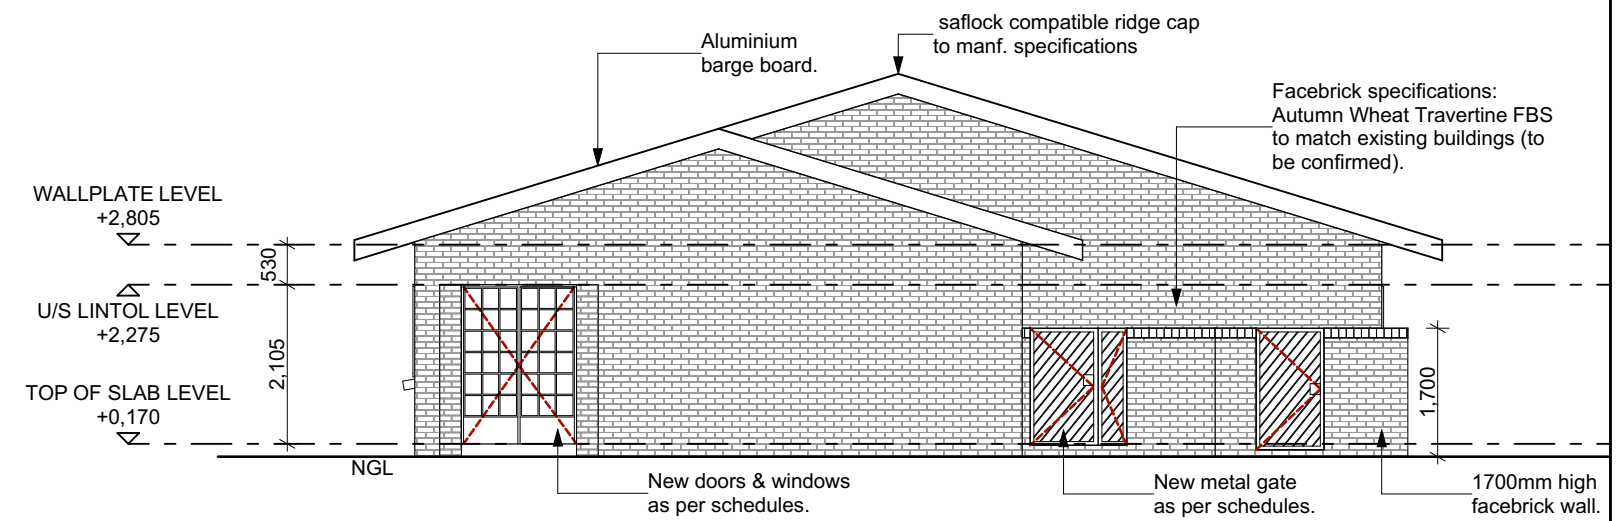 saflock compatible ridge cap
to manf. specifications
Aluminium
barge board.
Facebrick specifications:
Autumn Wheat Travertine FBS
to match existing buildings (to
be confirmed).
WALLPLATE LEVEL
+2,805
530
U/S LINTOL LEVEL
+2,275
2,105
TOP OF SLAB LEVEL
+0,170
1,700
NGL
New doors & windows
as per schedules.
New metal gate
as per schedules.
1700mm high
facebrick wall.